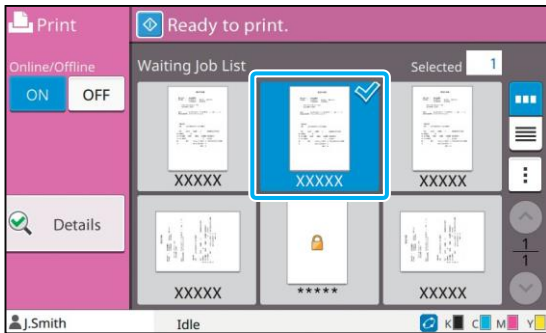 Print
Ready to print.
Online/Offline
ON OFF
Waiting Job List
Selected 1
XXXXX XXXXX XXXXX
Details
XXXXX ***** XXXXX
1
1
J.Smith
Idle
K C M Y